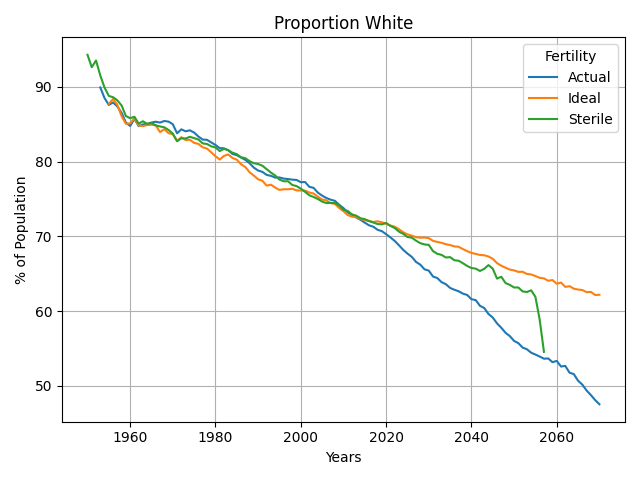 Proportion White
Fertility
Actual
Ideal
Sterile
% of Population
90
80
70
60
50
1960
1980
2000
2020
2040
2060
Years